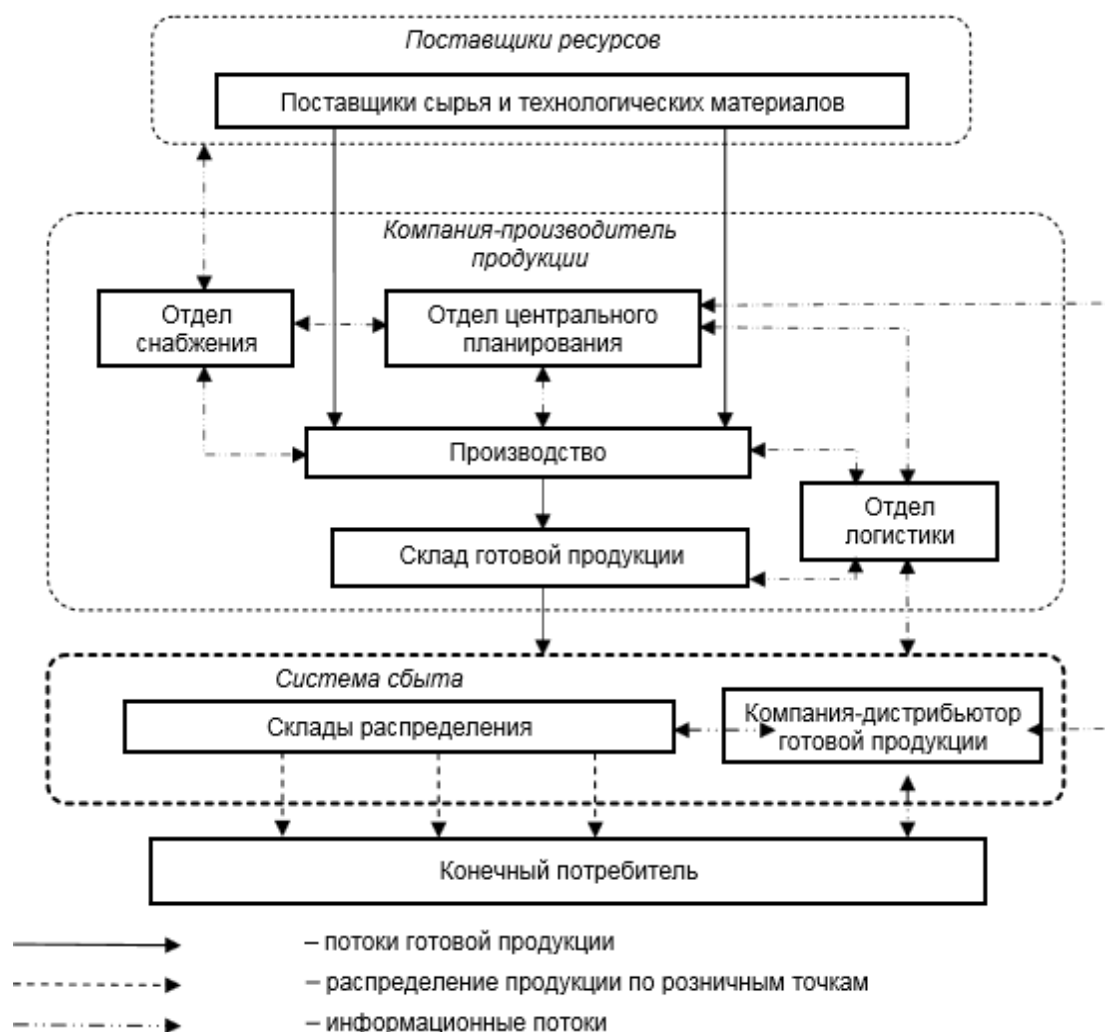 Поставщики ресурсов
Поставщики сырья и технологических материалов
Компания-производитель
продукции
Отдел
снабжения
Отдел центрального
планирования
Производство
Отдел
логистики
Склад готовой продукции
Система сбыта
Склады распределения
Компания-дистрибьютор
готовой продукции
Конечный потребитель
– потоки готовой продукции
– распределение продукции по розничным точкам
– информационные потоки